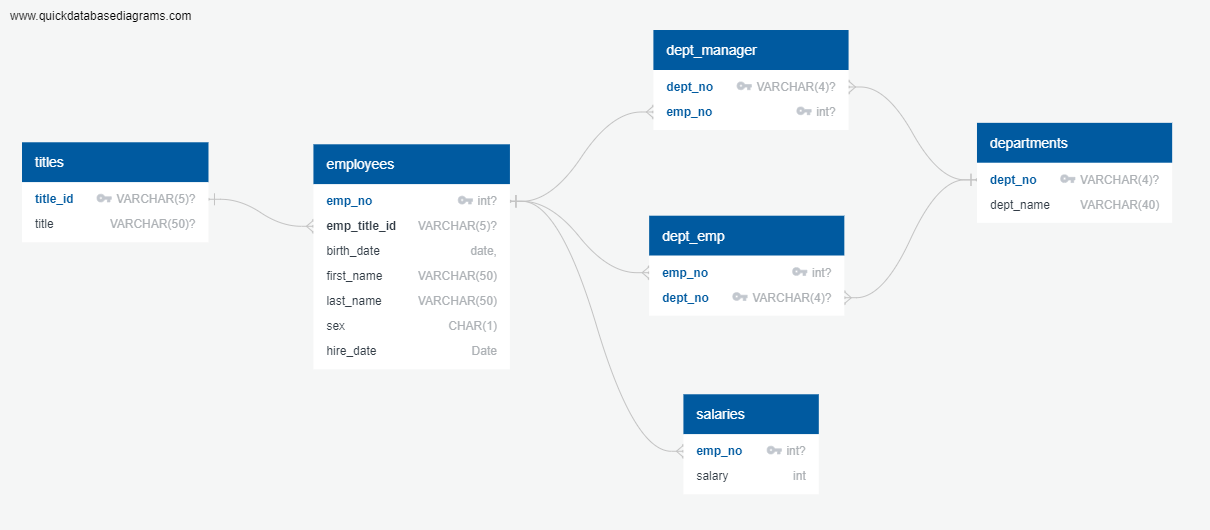 www.quickdatabasediagrams.com
titles
title_id VARCHAR(5)?
title VARCHAR(50)?
employees
emp_no int?
emp_title_id VARCHAR(5)?
birth_date date,
first_name VARCHAR(50)
last_name VARCHAR(50)
sex CHAR(1)
hire_date Date
dept_manager
dept_no VARCHAR(4)?
emp_no int?
dept_emp
emp_no int?
dept_no VARCHAR(4)?
salaries
emp_no int?
salary int
departments
dept_no VARCHAR(4)?
dept_name VARCHAR(40)